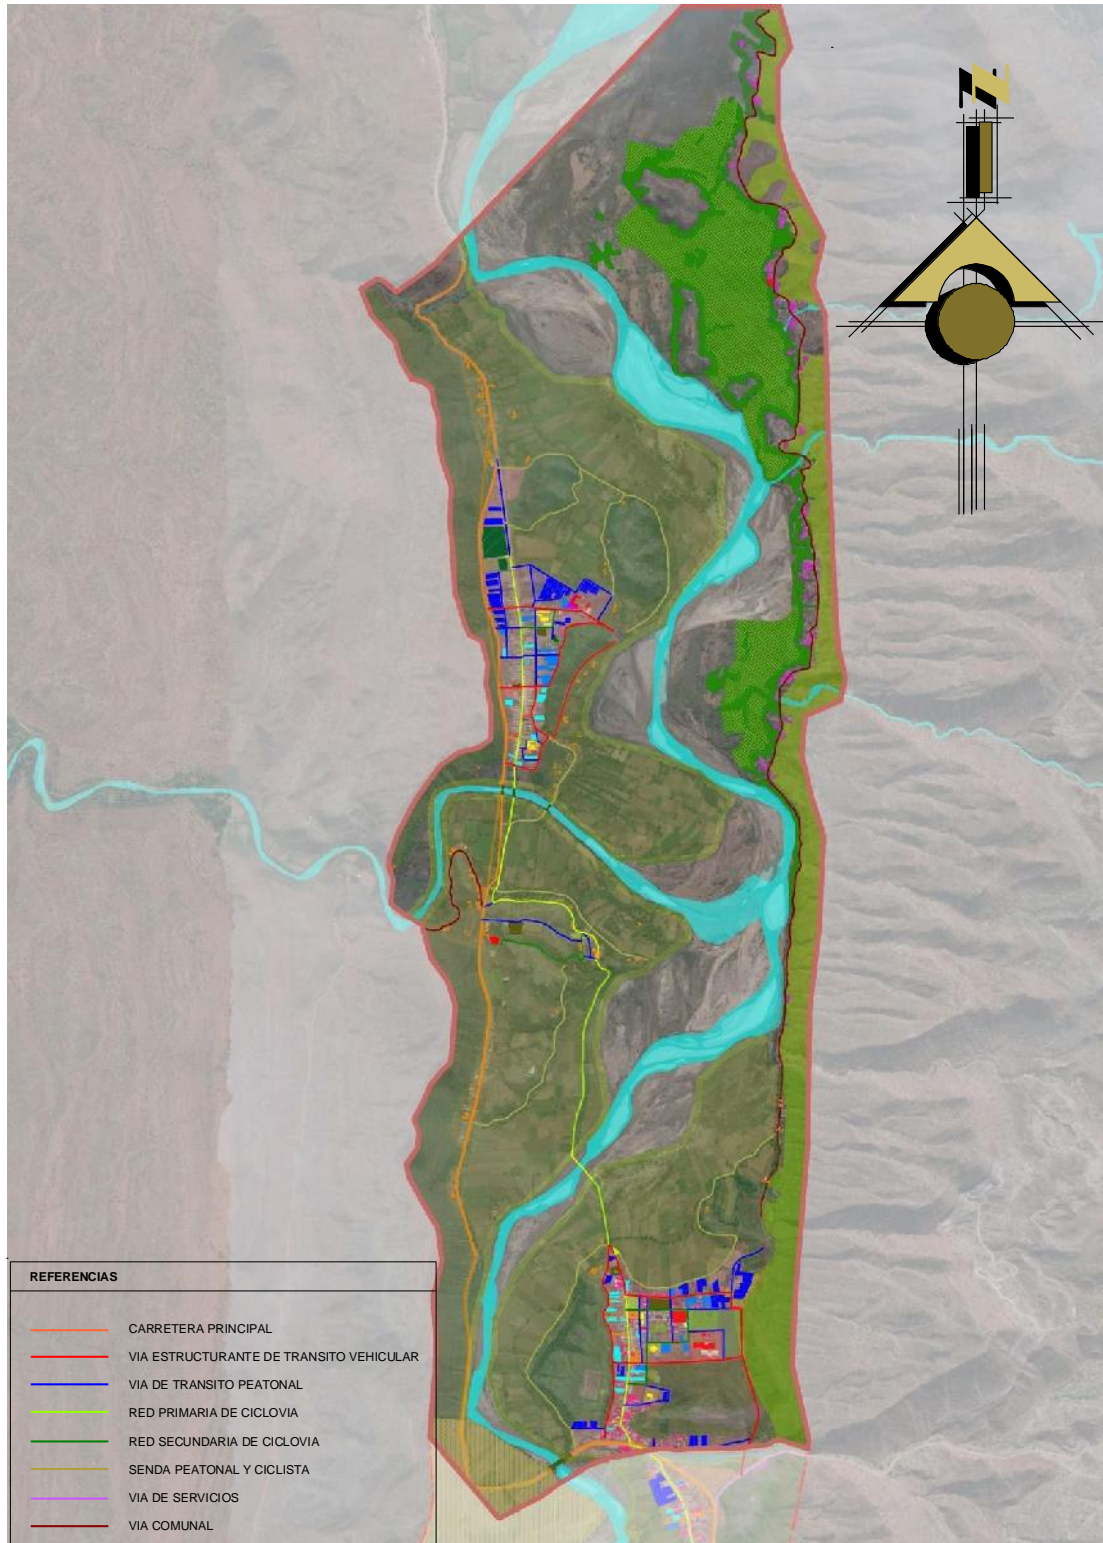 REFERENCIAS
CARRETERA PRINCIPAL
VIA ESTRUCTURANTE DE TRANSITO VEHICULAR
VIA DE TRANSITO PEATONAL
RED PRIMARIA DE CICLOVIA
RED SECUNDARIA DE CICLOVIA
SENDA PEATONAL Y CICLISTA
VIA DE SERVICIOS
VIA COMUNAL